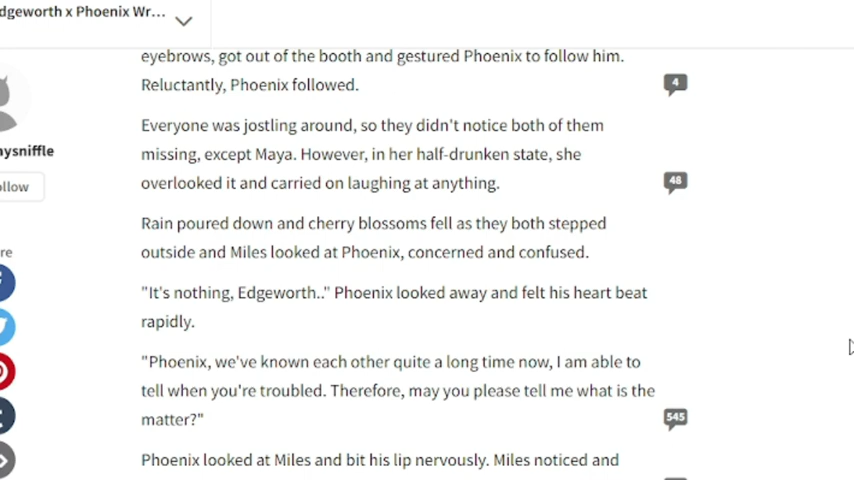 dgeworth x Phoenix Wr...
eyebrows, got out of the booth and gestured Phoenix to follow him.
Reluctantly, Phoenix followed.
4
Everyone was jostling around, so they didn't notice both of them
missing, except Maya. However, in her half-drunken state, she
overlooked it and carried on laughing at anything.
48
ysniffle
ollow
Rain poured down and cherry blossoms fell as they both stepped
outside and Miles looked at Phoenix, concerned and confused.
re
"It's nothing, Edgeworth.." Phoenix looked away and felt his heart beat
rapidly.
"Phoenix, we've known each other quite a long time now, I am able to
tell when you're troubled. Therefore, may you please tell me what is the
matter?"
545
Phoenix looked at Miles and bit his lip nervously. Miles noticed and